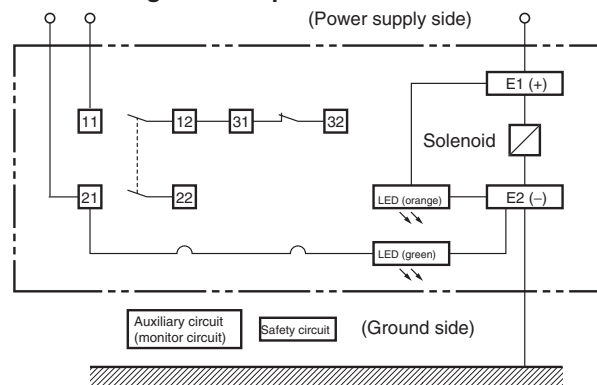 (Power supply side)
E1 (+)
11
12
31
32
Solenoid
21
22
LED (orange)
E2 (–)
LED (green)
Auxiliary circuit
(monitor circuit)
Safety circuit
(Ground side)